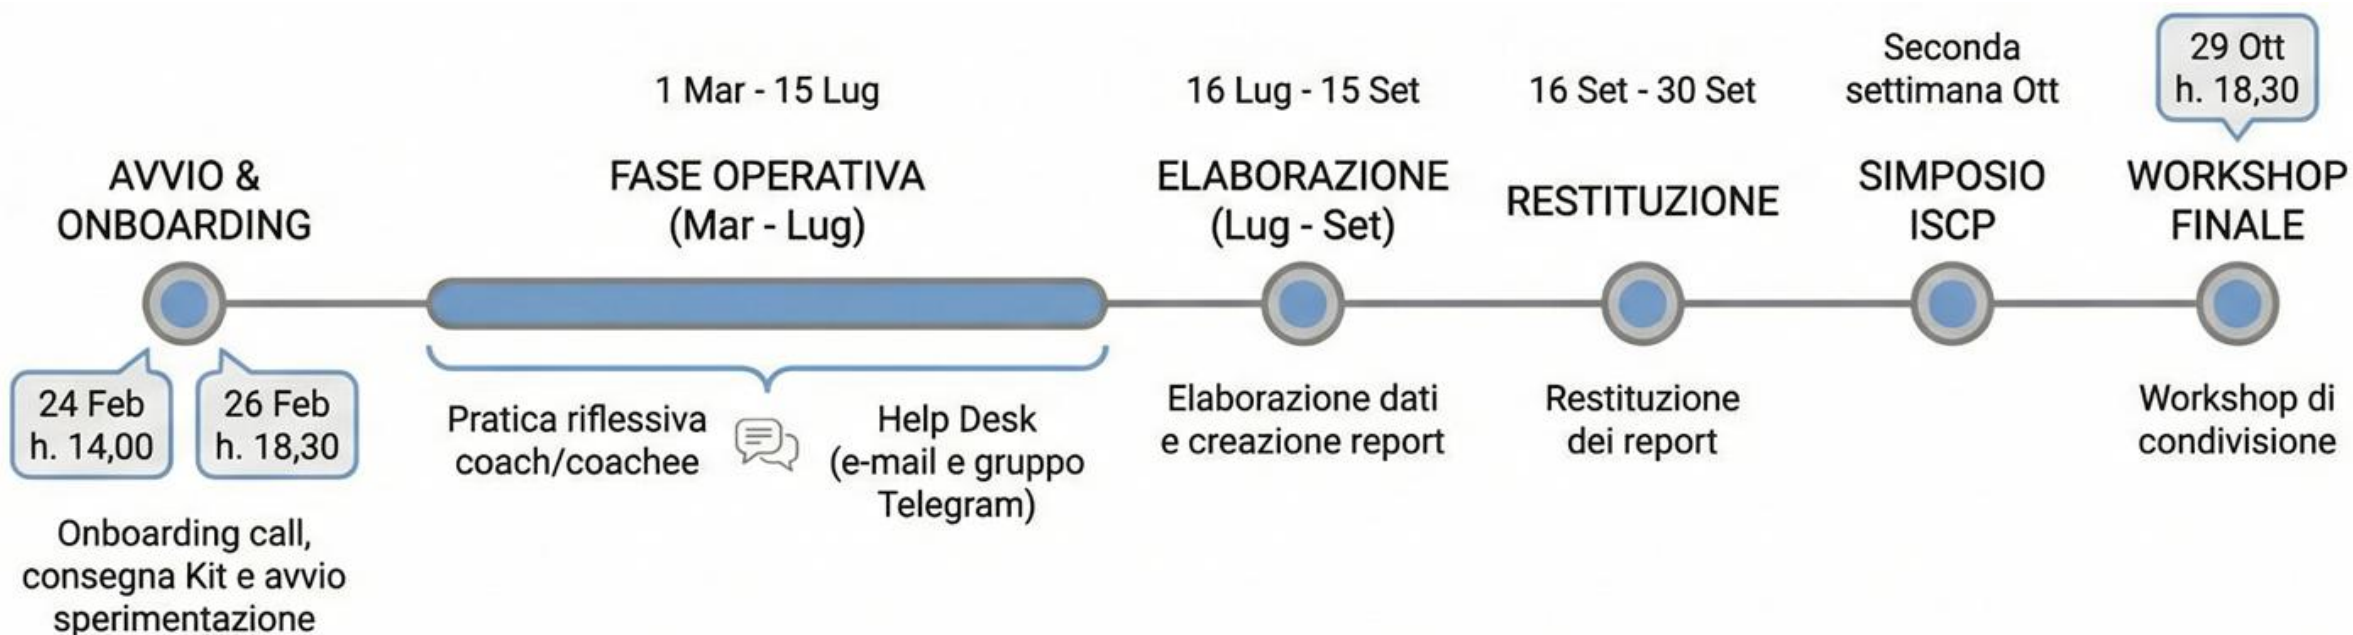 AVVIO &
ONBOARDING
24 Feb
h. 14,00
26 Feb
h. 18,30
Onboarding call,
consegna Kit e avvio
sperimentazione
1 Mar - 15 Lug
FASE OPERATIVA
(Mar - Lug)
Pratica riflessiva
coach/coachee
Help Desk
(e-mail e gruppo
Telegram)
16 Lug - 15 Set
ELABORAZIONE
(Lug - Set)
Elaborazione dati
e creazione report
16 Set - 30 Set
RESTITUZIONE
Restituzione
dei report
Seconda
settimana Ott
SIMPOSIO
ISCP
29 Ott
h. 18,30
WORKSHOP
FINALE
Workshop di
condivisione